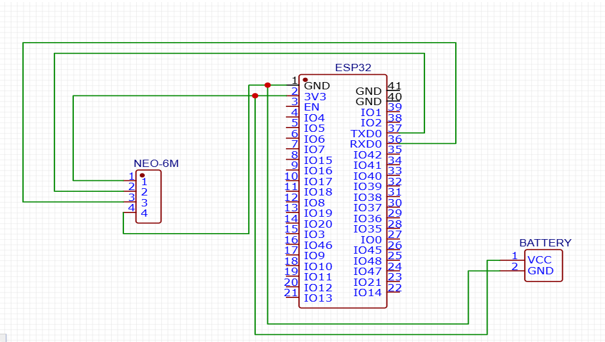 ESP32
1 GND
2 3V3
3 EN
4 IO4
5 IO5
6 IO6
7 IO7
8 IO15
9 IO16
10 IO17
11 IO18
12 IO8
13 IO19
14 IO20
15 IO3
16 IO46
17 IO9
18 IO10
19 IO11
20 IO12
21 IO13
GND 41
GND 40
IO1 39
IO2 38
TXD0 37
RXD0 36
IO42 35
IO41 34
IO40 33
IO39 32
IO38 31
IO37 30
IO36 29
IO35 28
IO0 27
IO45 26
IO48 25
IO47 24
IO21 23
IO14 22
NEO-6M
1 1
2 2
3 3
4 4
BATTERY
1 VCC
2 GND